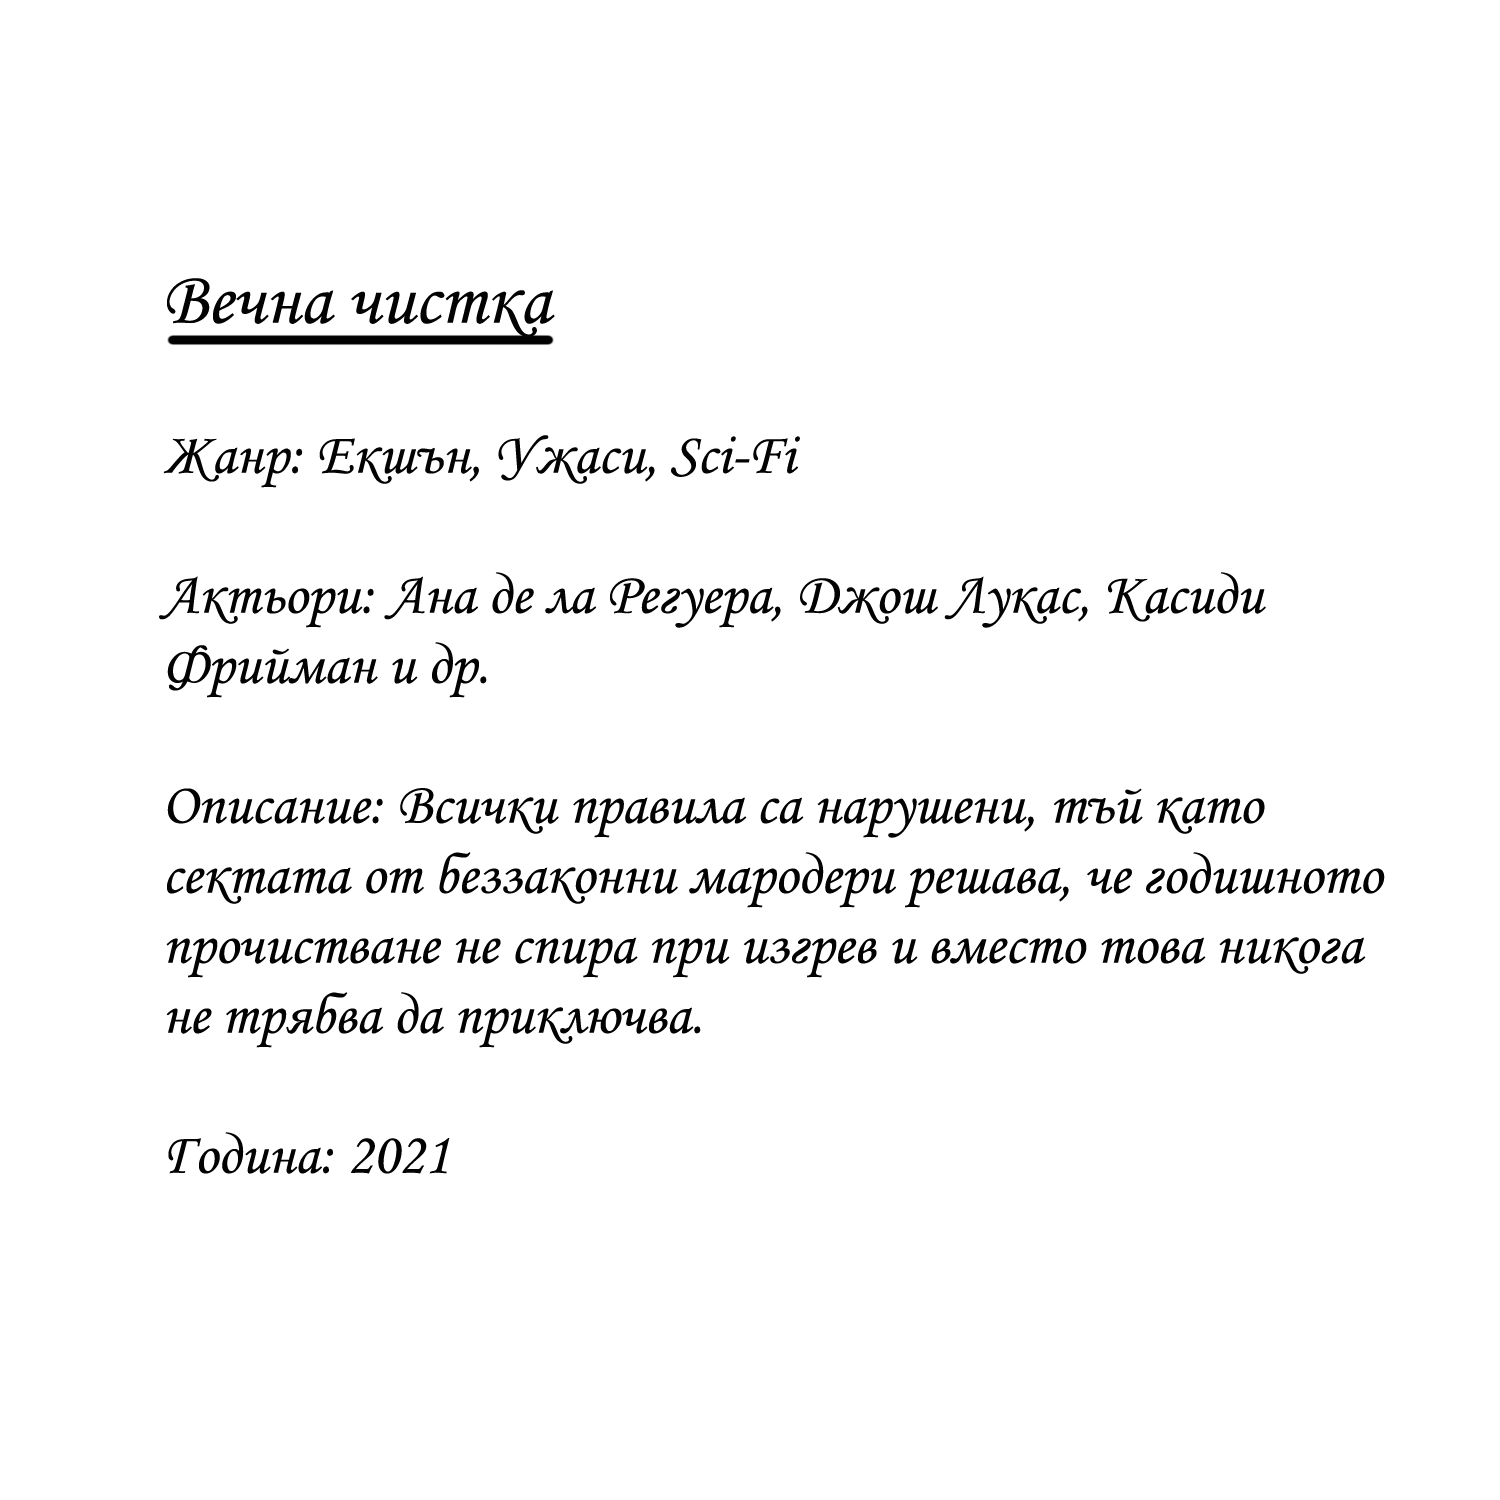 Вечна чистка
Жанр: Екшън, Ужаси, Sci-Fi
Актьори: Ана де ла Регуера, Джош Лукас, Касиди
Фрийман и др.
Описание: Всички правила са нарушени, тъй като
сектата от беззаконни мародери решава, че годишното
прочистване не спира при изгрев и вместо това никога
не трябва да приключва.
Година: 2021